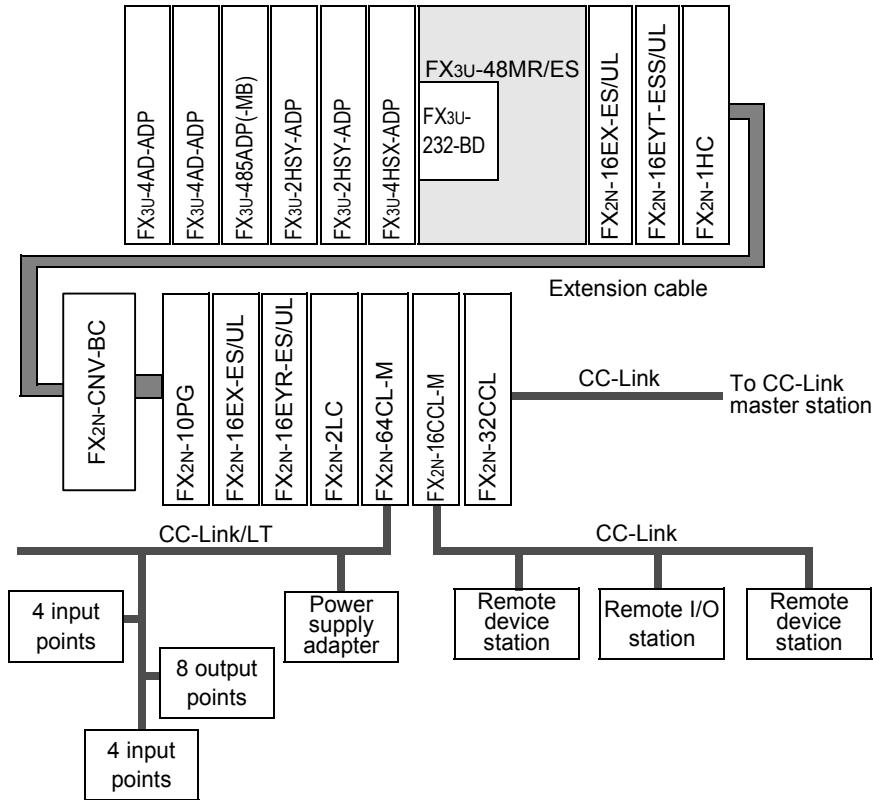 FX3U-4AD-ADP
FX3U-4AD-ADP
FX3U-485ADP(-MB)
FX3U-2HSY-ADP
FX3U-2HSY-ADP
FX3U-4HSX-ADP
FX3U-48MR/ES
FX3U-
232-BD
FX2N-16EX-ES/UL
FX2N-16EYT-ESS/UL
FX2N-1HC
Extension cable
FX2N-CNV-BC
FX2N-10PG
FX2N-16EX-ES/UL
FX2N-16EYR-ES/UL
FX2N-2LC
FX2N-64CL-M
FX2N-16CCL-M
FX2N-32CCL
CC-Link
To CC-Link
master station
CC-Link/LT
CC-Link
4 input
points
8 output
points
4 input
points
Power
supply
adapter
Remote
device
station
Remote I/O
station
Remote
device
station